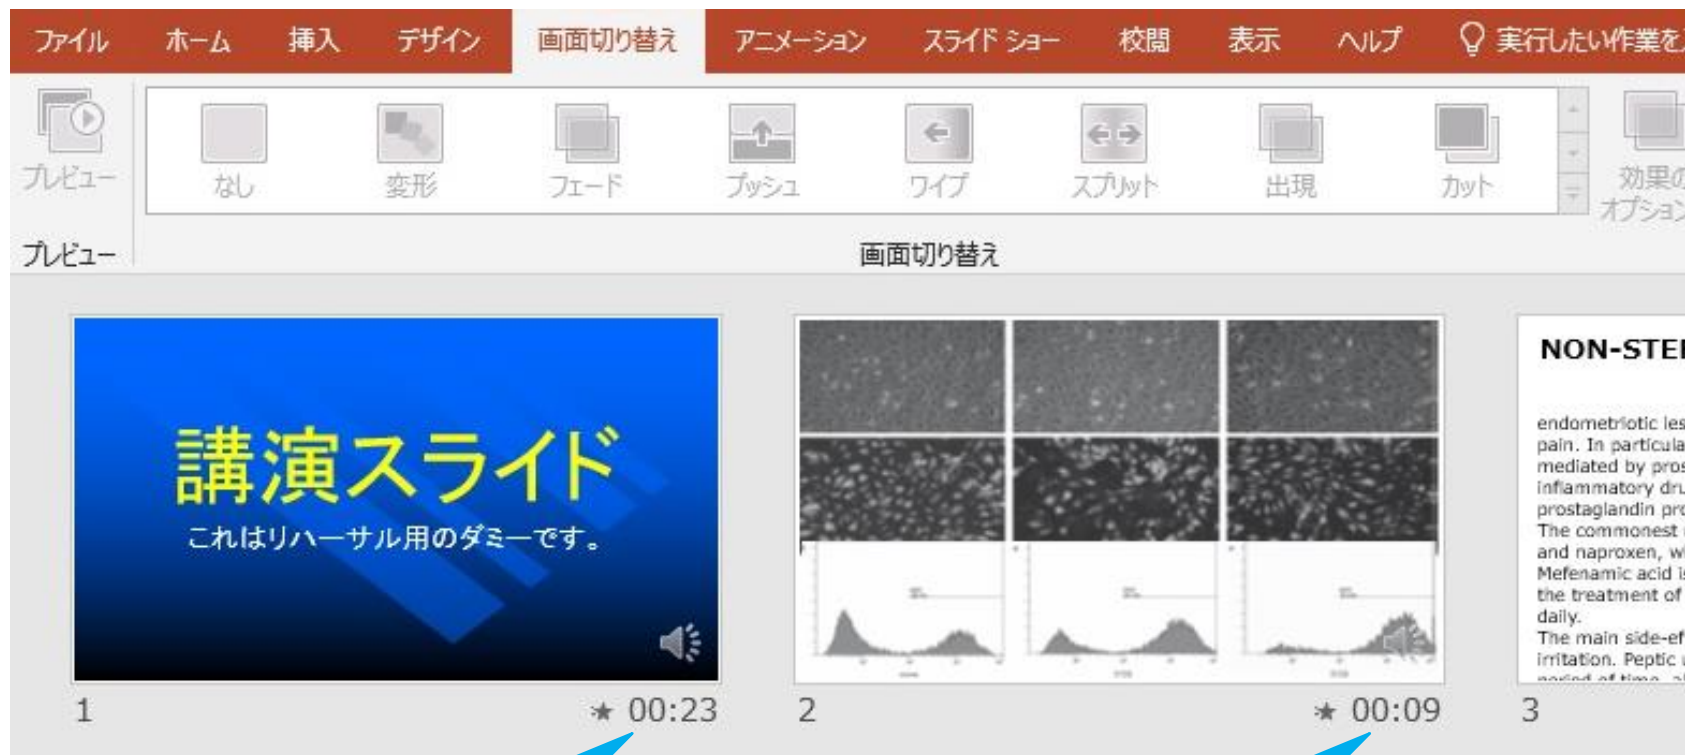 ファイル ホーム 挿入 デザイン 画面切り替え アニメーション スライド ショー 校閲 表示 ヘルプ 実行したい作業を
プレビュー なし 変形 フェード プッシュ ワイプ スプリット 出現 カット 効果の
オプション
プレビュー 画面切り替え
講演スライド
これはリハーサル用のダミーです。
1 00:23
2 00:09
NON-STE
endometriotic les
pain. In particula
mediated by pros
inflammatory dru
prostaglandin pro
The commonest
and naproxen, w
Mefenamic acid is
the treatment of
daily.
The main side-ef
irritation. Peptic
period of time, a
3